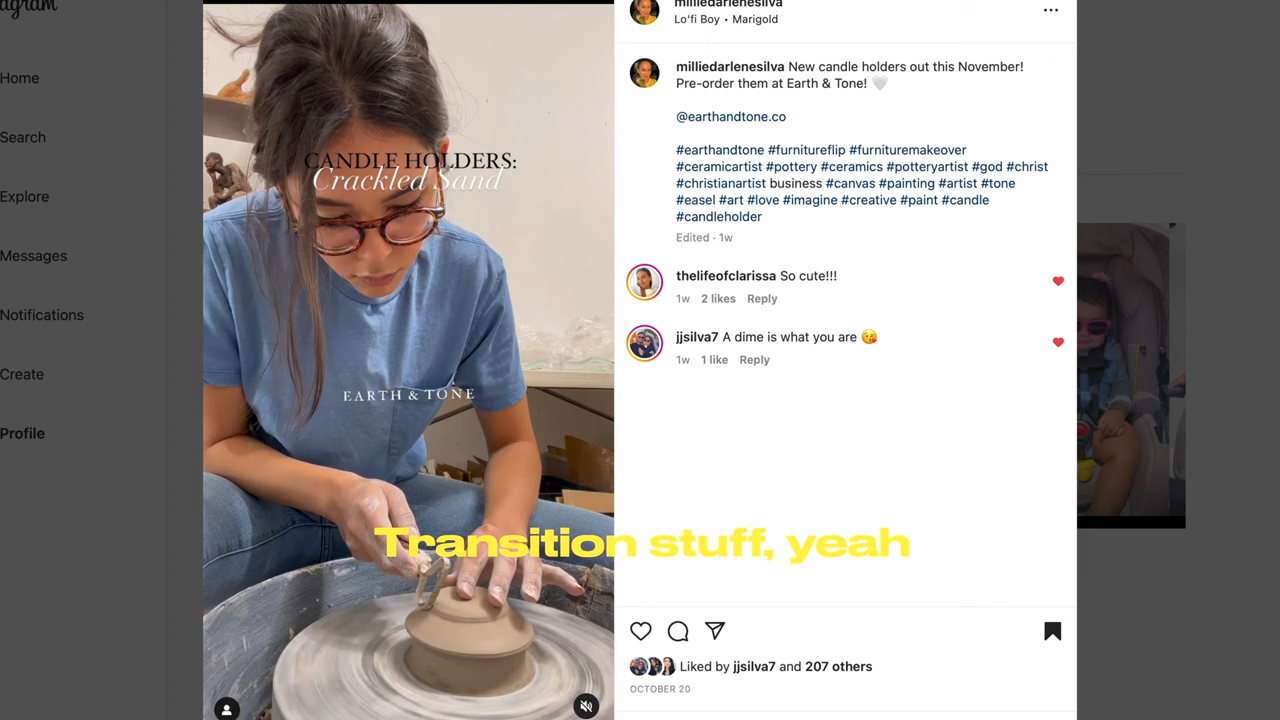 agram
Home
Search
Explore
Messages
Notifications
Create
Profile
CANDLE HOLDERS:
Crackled Sand
EARTH & TONE
milliedarlenesilva
Lo'fi Boy • Marigold
milliedarlenesilva New candle holders out this November!
Pre-order them at Earth & Tone! 🤍
@earthandtone.co
#earthandtone #furnitureflip #furnituremakeover
#ceramicartist #pottery #ceramics #potteryartist #god #christ
#christianartist business #canvas #painting #artist #tone
#easel #art #love #imagine #creative #paint #candle
#candleholder
Edited · 1w
thelifeofclarissa So cute!!!
1w 2 likes Reply
jjsilva7 A dime is what you are 😘
1w 1 like Reply
Transition stuff, yeah
Liked by jjsilva7 and 207 others
OCTOBER 20